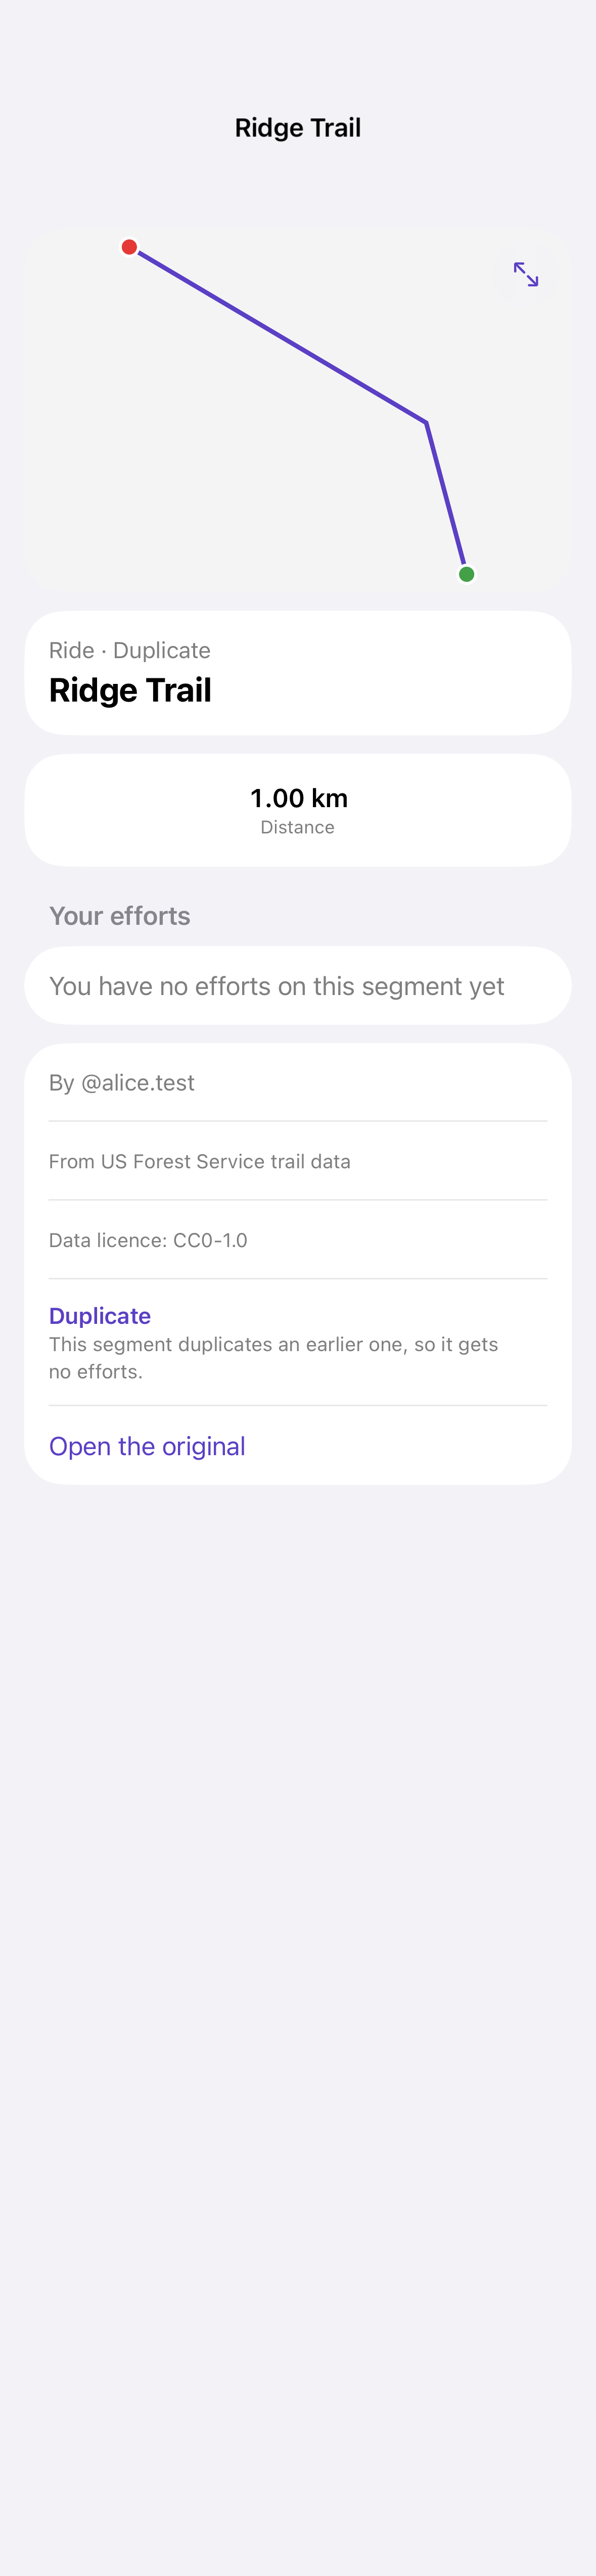 Ridge Trail
Ride · Duplicate
Ridge Trail
1.00 km
Distance
Your efforts
You have no efforts on this segment yet
By @alice.test
From US Forest Service trail data
Data licence: CC0-1.0
Duplicate
This segment duplicates an earlier one, so it gets
no efforts.
Open the original